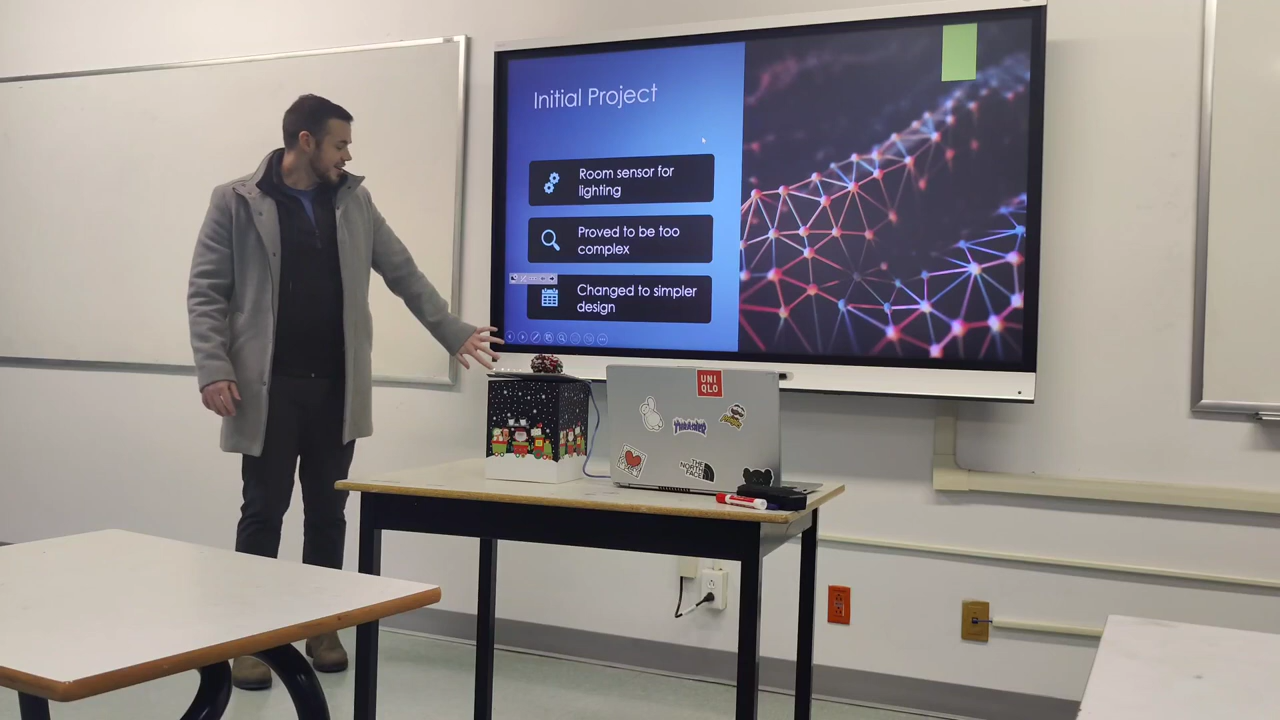 Initial Project
Room sensor for
lighting
Proved to be too
complex
Changed to simpler
design
UNI
QLO
THRASHER
THE
NORTH
FACE